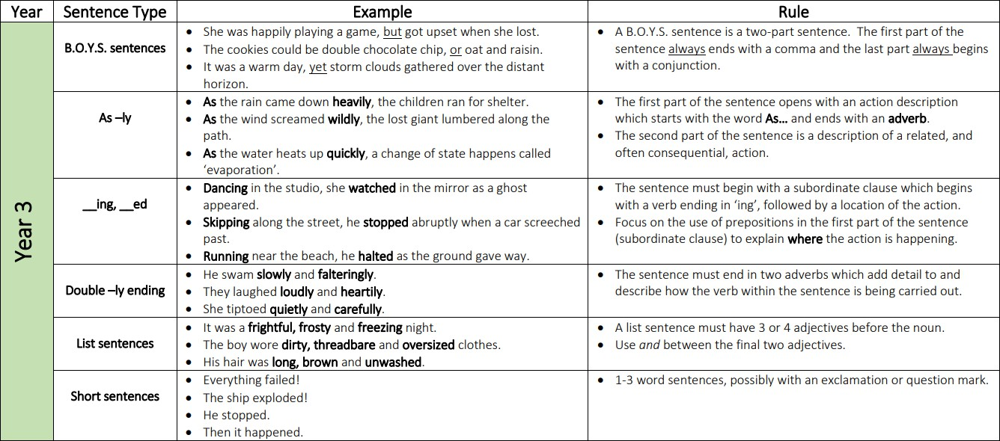 Year Sentence Type Example Rule
Year 3
B.O.Y.S. sentences
• She was happily playing a game, but got upset when she lost.
• The cookies could be double chocolate chip, or oat and raisin.
• It was a warm day, yet storm clouds gathered over the distant
horizon.
• A B.O.Y.S. sentence is a two-part sentence. The first part of the
sentence always ends with a comma and the last part always begins
with a conjunction.
As –ly
• As the rain came down heavily, the children ran for shelter.
• As the wind screamed wildly, the lost giant lumbered along the
path.
• As the water heats up quickly, a change of state happens called
‘evaporation’.
• The first part of the sentence opens with an action description
which starts with the word As… and ends with an adverb.
• The second part of the sentence is a description of a related, and
often consequential, action.
__ing, __ed
• Dancing in the studio, she watched in the mirror as a ghost
appeared.
• Skipping along the street, he stopped abruptly when a car screeched
past.
• Running near the beach, he halted as the ground gave way.
• The sentence must begin with a subordinate clause which begins
with a verb ending in ‘ing’, followed by a location of the action.
• Focus on the use of prepositions in the first part of the sentence
(subordinate clause) to explain where the action is happening.
Double –ly ending
• He swam slowly and falteringly.
• They laughed loudly and heartily.
• She tiptoed quietly and carefully.
• The sentence must end in two adverbs which add detail to and
describe how the verb within the sentence is being carried out.
List sentences
• It was a frightful, frosty and freezing night.
• The boy wore dirty, threadbare and oversized clothes.
• His hair was long, brown and unwashed.
• A list sentence must have 3 or 4 adjectives before the noun.
• Use and between the final two adjectives.
Short sentences
• Everything failed!
• The ship exploded!
• He stopped.
• Then it happened.
• 1-3 word sentences, possibly with an exclamation or question mark.